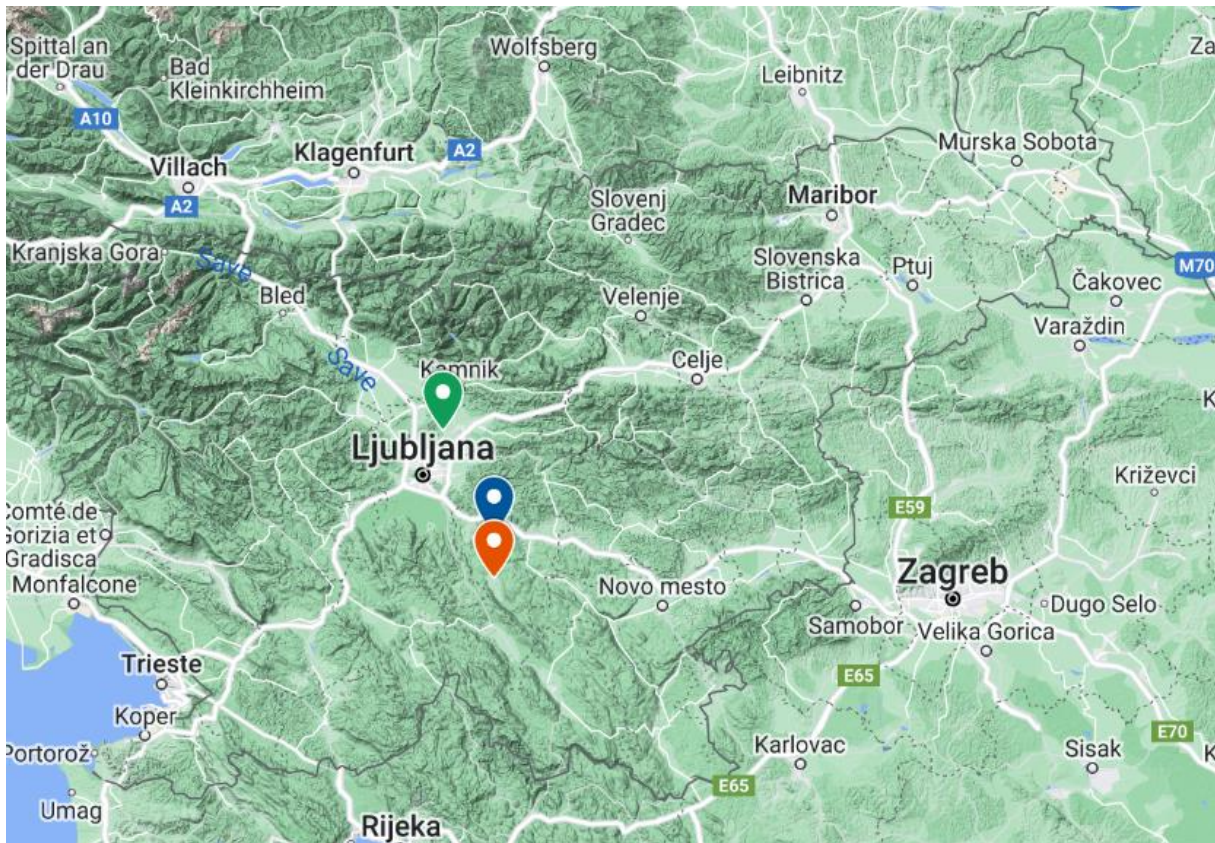 Wolfsberg
Za
Spittal an
der Drau
Bad
Kleinkirchheim
Leibnitz
A10
Murska Sobota
Klagenfurt
A2
Villach
A2
Slovenj
Gradec
Maribor
Kranjska Gora
Save
Slovenska
Bistrica
Ptuj
M70
Bled
Velenje
Čakovec
Varaždin
Save
Kamnik
Celje
K
Ljubljana
Križevci
Comté de
Gorizia et
Gradisca
E59
Monfalcone
Novo mesto
Zagreb
Dugo Selo
Samobor
Velika Gorica
Trieste
E65
Koper
E70
Portorož
Karlovac
Sisak
K
E65
Umag
Rijeka